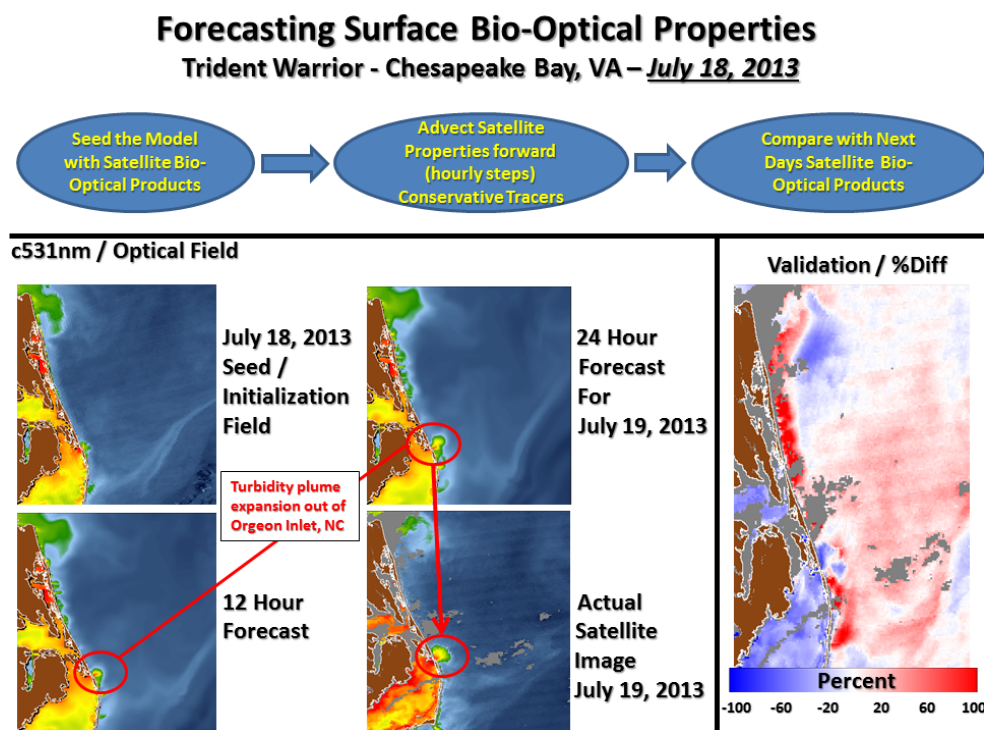 Forecasting Surface Bio-Optical Properties
Trident Warrior - Chesapeake Bay, VA – July 18, 2013
Seed the Model
with Satellite Bio-
Optical Products
Advect Satellite
Properties forward
(hourly steps)
Conservative Tracers
Compare with Next
Days Satellite Bio-
Optical Products
c531nm / Optical Field
July 18, 2013
Seed /
Initialization
Field
24 Hour
Forecast
For
July 19, 2013
Turbidity plume
expansion out of
Orgeon Inlet, NC
12 Hour
Forecast
Actual
Satellite
Image
July 19, 2013
Validation / %Diff
Percent
-100 -60 -20 20 60 100